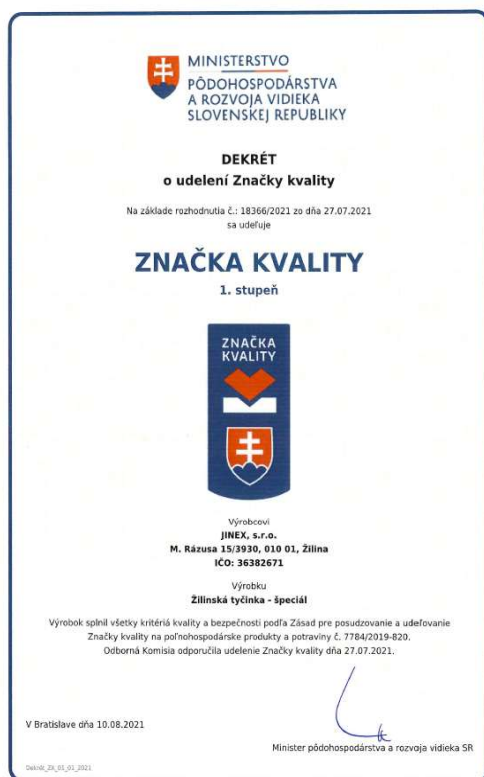 MINISTERSTVO
PÔDOHOSPODÁRSTVA
A ROZVOJA VIDIEKA
SLOVENSKEJ REPUBLIKY
DEKRÉT
o udelení Značky kvality
Na základe rozhodnutia č.: 18366/2021 zo dňa 27.07.2021
sa udeľuje
ZNAČKA KVALITY
1. stupeň
ZNAČKA
KVALITY
Výrobcovi
JINEX, s.r.o.
M. Rázusa 15/3930, 010 01, Žilina
IČO: 36382671
Výrobku
Žilinská tyčinka - špeciál
Výrobok splnil všetky kritériá kvality a bezpečnosti podľa Zásad pre posudzovanie a udeľovanie
Značky kvality na poľnohospodárske produkty a potraviny č. 7784/2019-820.
Odborná Komisia odporučila udelenie Značky kvality dňa 27.07.2021.
V Bratislave dňa 10.08.2021
Minister pôdohospodárstva a rozvoja vidieka SR
Dekrét_ZK_01_01_2021